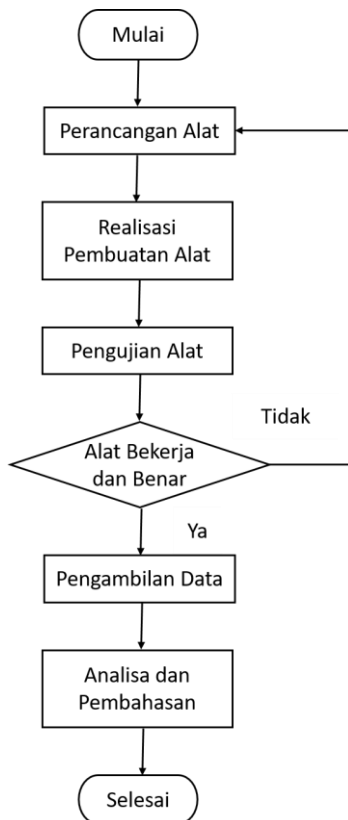 Mulai
Perancangan Alat
Realisasi
Pembuatan Alat
Pengujian Alat
Tidak
Alat Bekerja
dan Benar
Ya
Pengambilan Data
Analisa dan
Pembahasan
Selesai